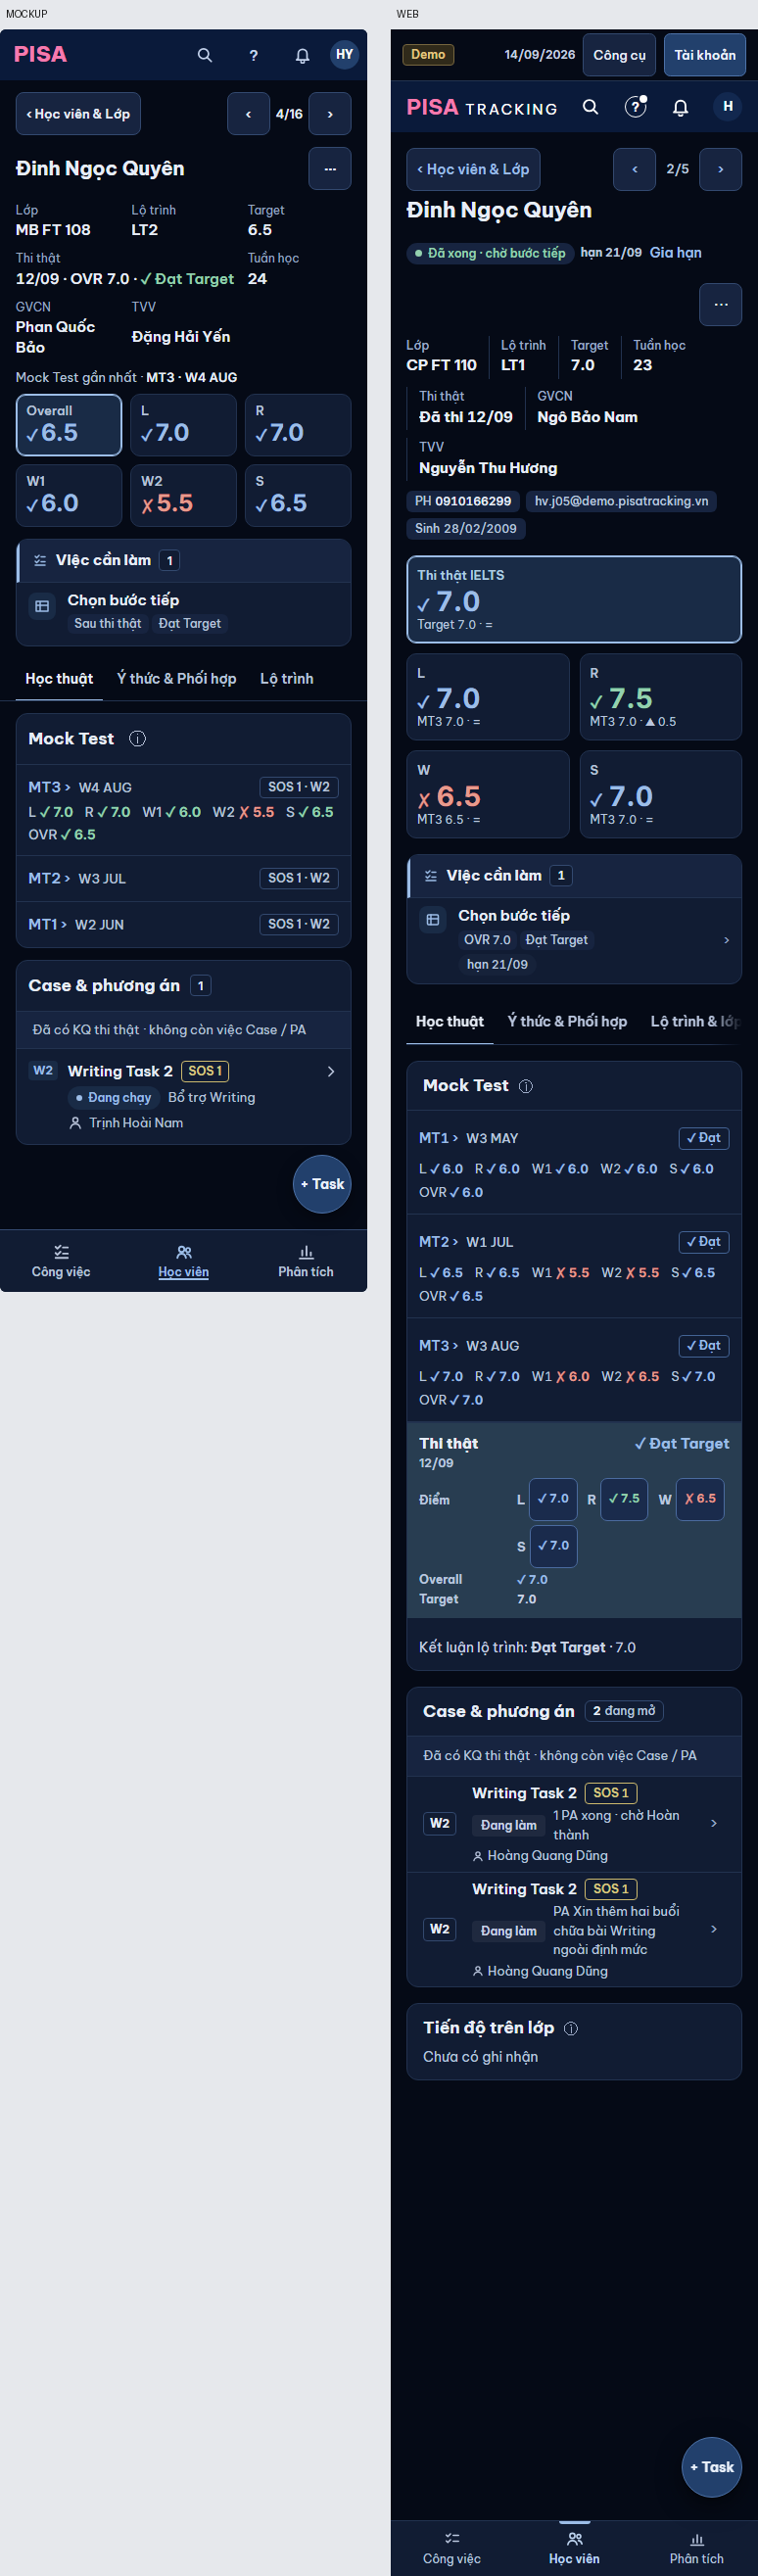 MOCKUP
PISA
?
HY
‹ Học viên & Lớp
‹
4/16
›
Đinh Ngọc Quyên
...
Lớp
Lộ trình
Target
MB FT 108
LT2
6.5
Thi thật
Tuần học
12/09 · OVR 7.0 · ✓ Đạt Target
24
GVCN
TVV
Phan Quốc Bảo
Đặng Hải Yến
Mock Test gần nhất · MT3 · W4 AUG
Overall
✓ 6.5
L
✓ 7.0
R
✓ 7.0
W1
✓ 6.0
W2
✗ 5.5
S
✓ 6.5
Việc cần làm 1
Chọn bước tiếp
Sau thi thật Đạt Target
Học thuật Ý thức & Phối hợp Lộ trình
Mock Test ⓘ
MT3 › W4 AUG SOS 1 · W2
L ✓ 7.0 R ✓ 7.0 W1 ✓ 6.0 W2 ✗ 5.5 S ✓ 6.5
OVR ✓ 6.5
MT2 › W3 JUL SOS 1 · W2
MT1 › W2 JUN SOS 1 · W2
Case & phương án 1
Đã có KQ thi thật · không còn việc Case / PA
W2 Writing Task 2 SOS 1
Đang chạy Bổ trợ Writing
Trịnh Hoài Nam
+ Task
Công việc Học viên Phân tích
WEB
Demo 14/09/2026 Công cụ Tài khoản
PISA TRACKING ? H
‹ Học viên & Lớp ‹ 2/5 ›
Đinh Ngọc Quyên
Đã xong · chờ bước tiếp hạn 21/09 Gia hạn
...
Lớp
Lộ trình
Target
Tuần học
CP FT 110
LT1
7.0
23
Thi thật
GVCN
Đã thi 12/09
Ngô Bảo Nam
TVV
Nguyễn Thu Hương
PH 0910166299 hv.j05@demo.pisatracking.vn
Sinh 28/02/2009
Thi thật IELTS
✓ 7.0
Target 7.0 · =
L
✓ 7.0
MT3 7.0 · =
R
✓ 7.5
MT3 7.0 · ▲ 0.5
W
✗ 6.5
MT3 6.5 · =
S
✓ 7.0
MT3 7.0 · =
Việc cần làm 1
Chọn bước tiếp
OVR 7.0 Đạt Target ›
hạn 21/09
Học thuật Ý thức & Phối hợp Lộ trình & lớp
Mock Test ⓘ
MT1 › W3 MAY ✓ Đạt
L ✓ 6.0 R ✓ 6.0 W1 ✓ 6.0 W2 ✓ 6.0 S ✓ 6.0
OVR ✓ 6.0
MT2 › W1 JUL ✓ Đạt
L ✓ 6.5 R ✓ 6.5 W1 ✗ 5.5 W2 ✗ 5.5 S ✓ 6.5
OVR ✓ 6.5
MT3 › W3 AUG ✓ Đạt
L ✓ 7.0 R ✓ 7.0 W1 ✗ 6.0 W2 ✗ 6.5 S ✓ 7.0
OVR ✓ 7.0
Thi thật ✓ Đạt Target
12/09
Điểm L ✓ 7.0 R ✓ 7.5 W ✗ 6.5
S ✓ 7.0
Overall ✓ 7.0
Target 7.0
Kết luận lộ trình: Đạt Target · 7.0
Case & phương án 2 đang mở
Đã có KQ thi thật · không còn việc Case / PA
Writing Task 2 SOS 1
W2 Đang làm 1 PA xong · chờ Hoàn thành ›
Hoàng Quang Dũng
Writing Task 2 SOS 1
W2 Đang làm PA Xin thêm hai buổi chữa bài Writing ngoài định mức ›
Hoàng Quang Dũng
Tiến độ trên lớp ⓘ
Chưa có ghi nhận
+ Task
Công việc Học viên Phân tích